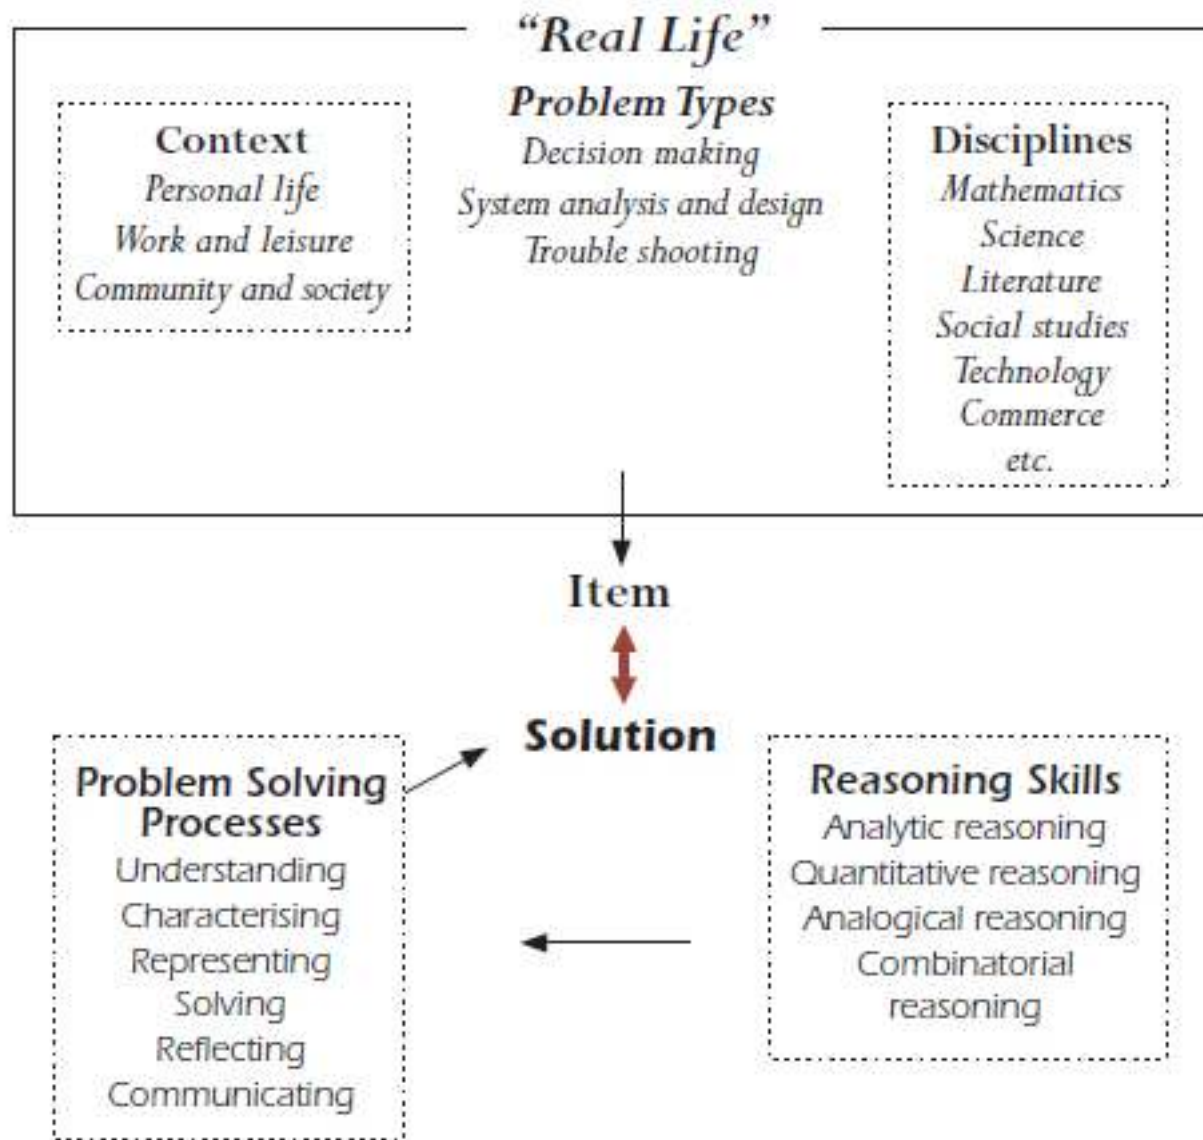 “Real Life”
Problem Types
Decision making
System analysis and design
Trouble shooting
Context
Personal life
Work and leisure
Community and society
Disciplines
Mathematics
Science
Literature
Social studies
Technology
Commerce
etc.
Item
Solution
Problem Solving
Processes
Understanding
Characterising
Representing
Solving
Reflecting
Communicating
Reasoning Skills
Analytic reasoning
Quantitative reasoning
Analogical reasoning
Combinatorial
reasoning